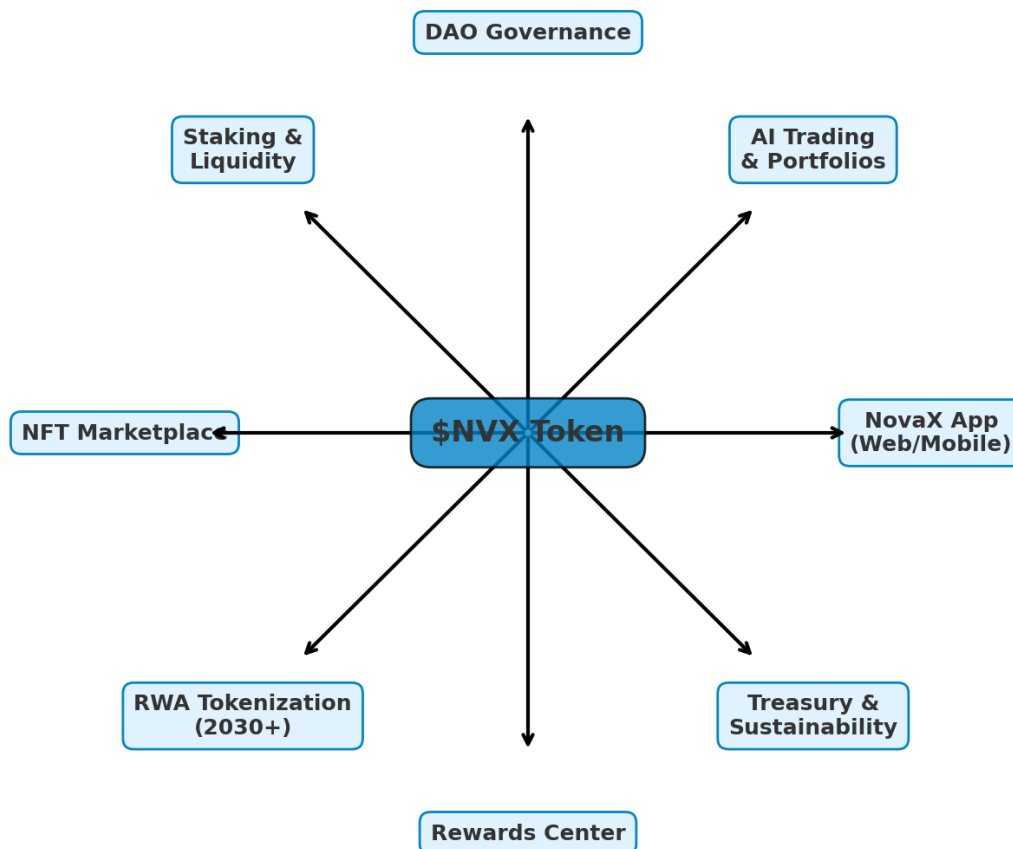 DAO Governance
Staking &
Liquidity
AI Trading
& Portfolios
NFT Marketplace
$NVX Token
NovaX App
(Web/Mobile)
RWA Tokenization
(2030+)
Treasury &
Sustainability
Rewards Center